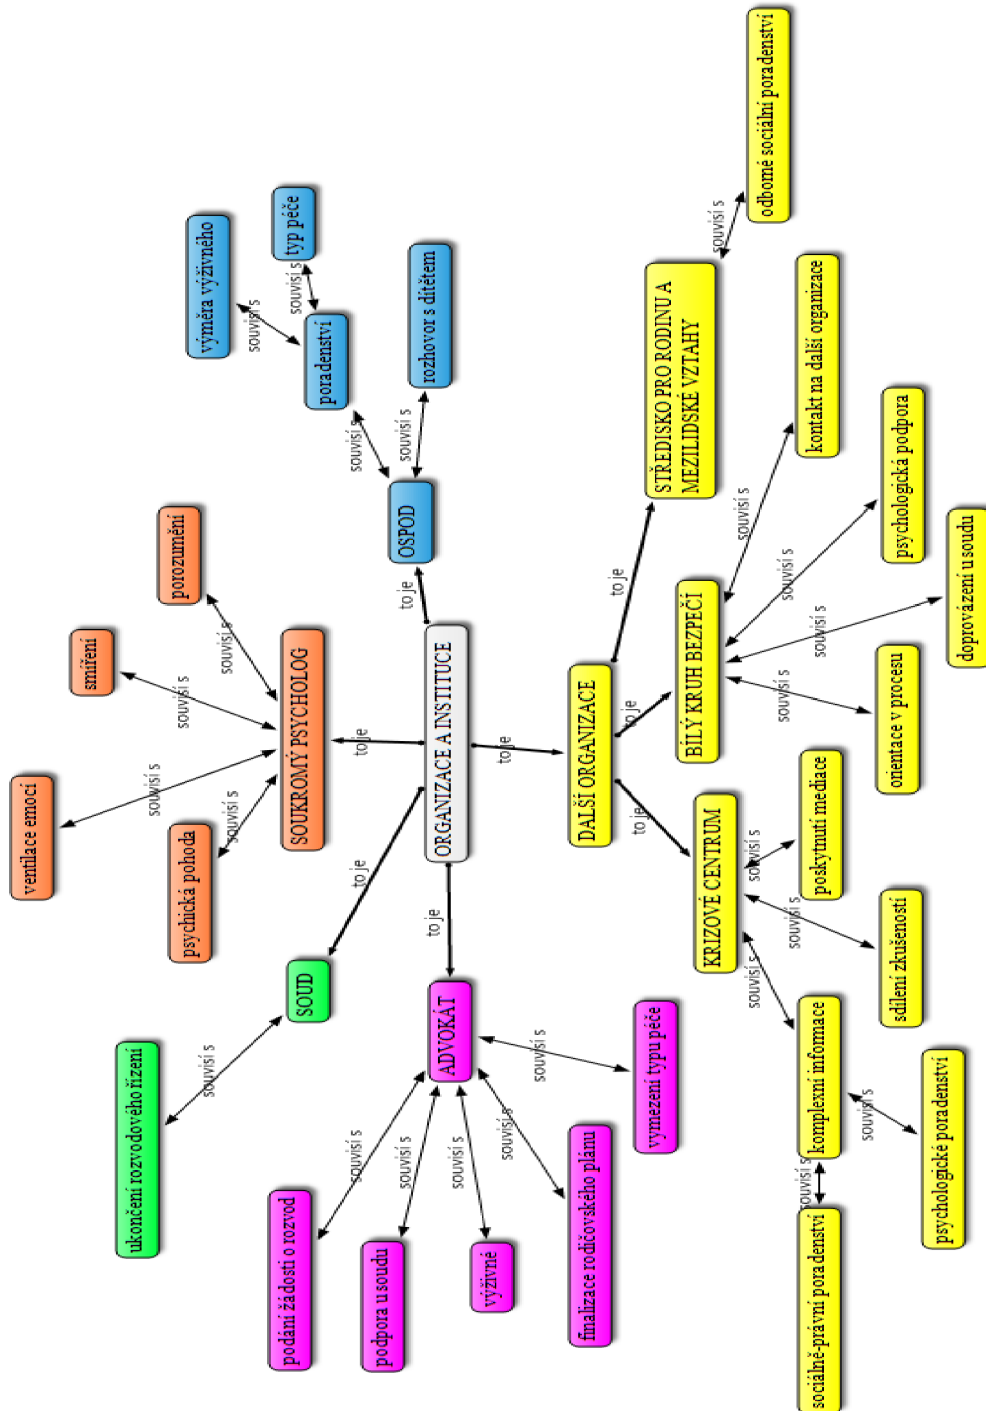 ventilace emocí
smíření
ukončení rozvodového řízení
souvisí s
psychická pohoda
souvisí s
porozumění
souvisí s
výměra výživného
souvisí s
souvisí s
souvisí s
podání žádosti o rozvod
souvisí s
typ péče
SOUD
SOUKROMÝ PSYCHOLOG
poradenství
souvisí s
to je
to je
souvisí s
podpora u soudu
souvisí s
to je
OSPOD
souvisí s
rozhovor s dítětem
ADVOKÁT
to je
ORGANIZACE A INSTITUCE
souvisí s
výživné
souvisí s
to je
souvisí s
finalizace rodičovského plánu
DALŠÍ ORGANIZACE
to je
to je
to je
vymezení typu péče
STŘEDISKO PRO RODINU A
MEZILIDSKÉ VZTAHY
BÍLÝ KRUH BEZPEČÍ
KRIZOVÉ CENTRUM
souvisí s
souvisí s
souvisí s
souvisí s
odborné sociální poradenství
souvisí s
souvisí s
souvisí s
sociálně-právní poradenství
souvisí s
komplexní informace
poskytnutí mediace
souvisí s
kontakt na další organizace
souvisí s
sdílení zkušeností
orientace v procesu
psychologická podpora
psychologické poradenství
doprovázení u soudu